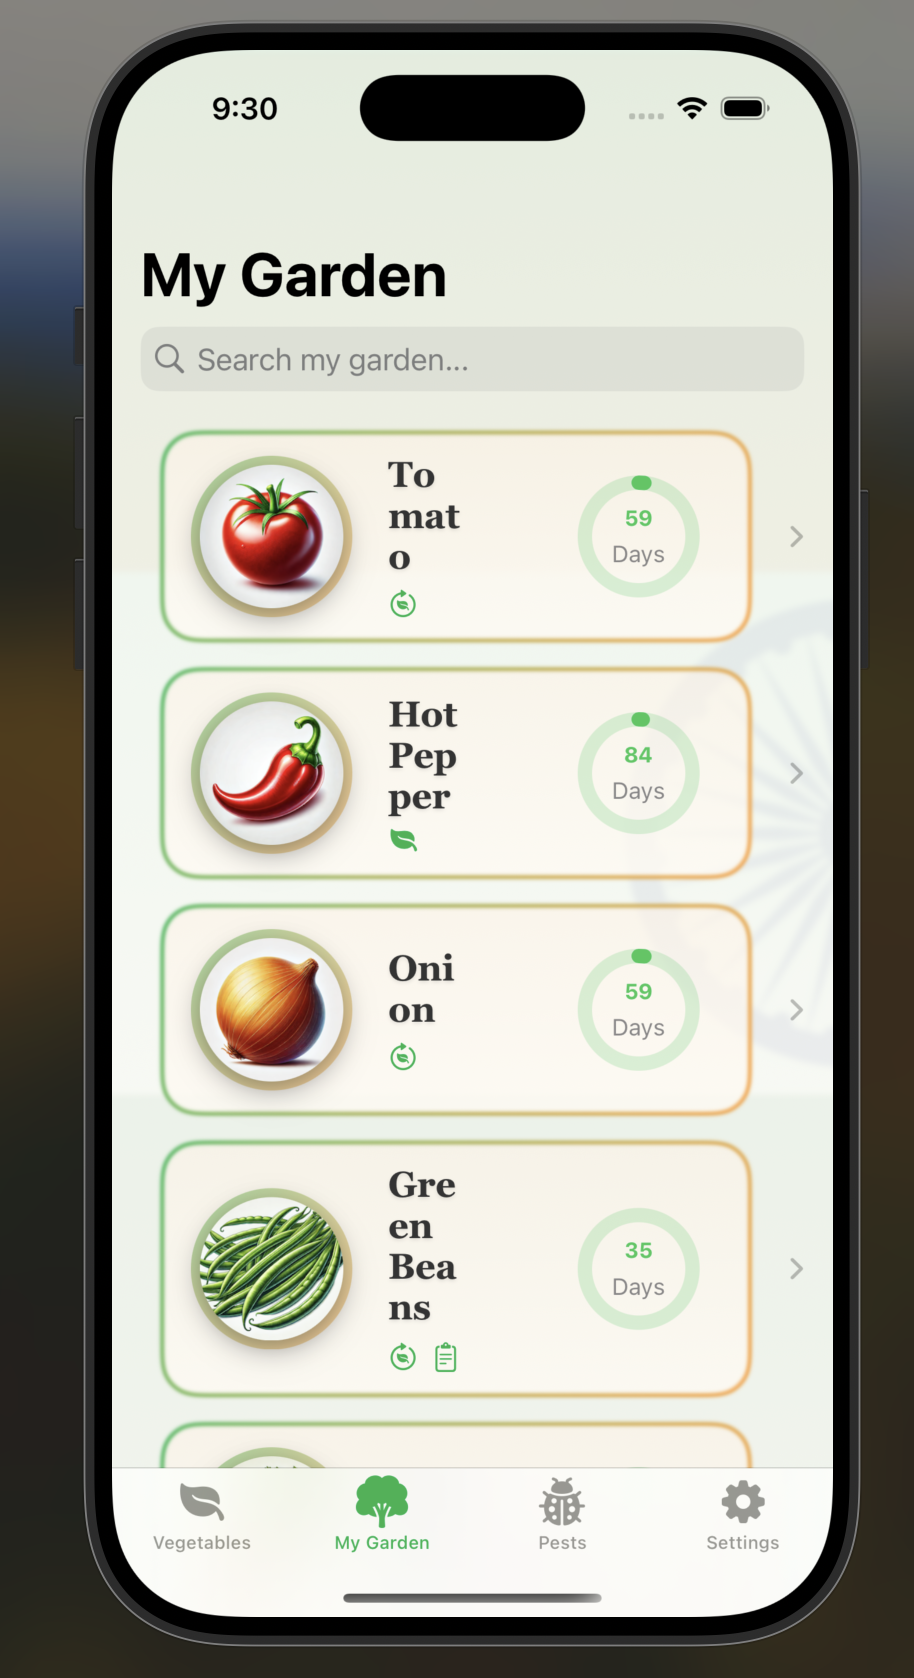 9:30
My Garden
Search my garden...
To
mat
o
59
Days
Hot
Pep
per
84
Days
Oni
on
59
Days
Gre
en
Bea
ns
35
Days
Vegetables
My Garden
Pests
Settings